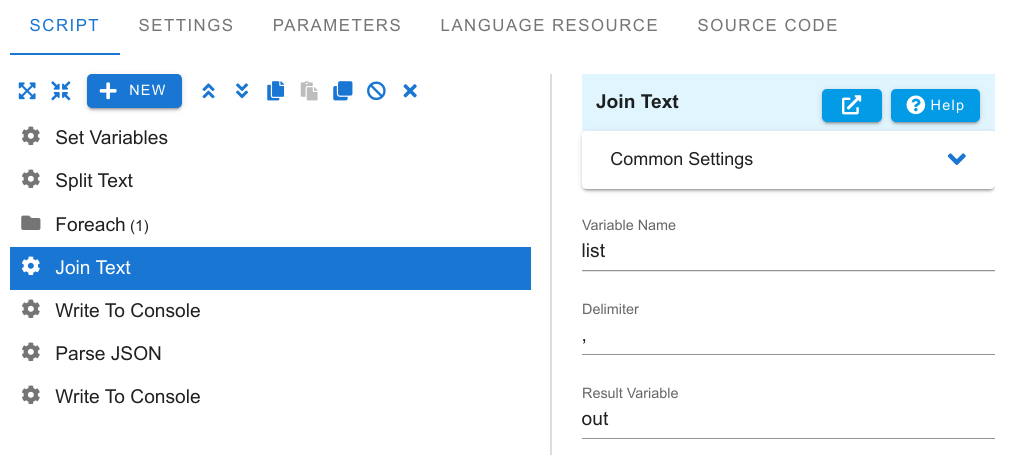 SCRIPT SETTINGS PARAMETERS LANGUAGE RESOURCE SOURCE CODE
NEW
Set Variables
Split Text
Foreach (1)
Join Text
Write To Console
Parse JSON
Write To Console
Join Text
Help
Common Settings
Variable Name
list
Delimiter
,
Result Variable
out